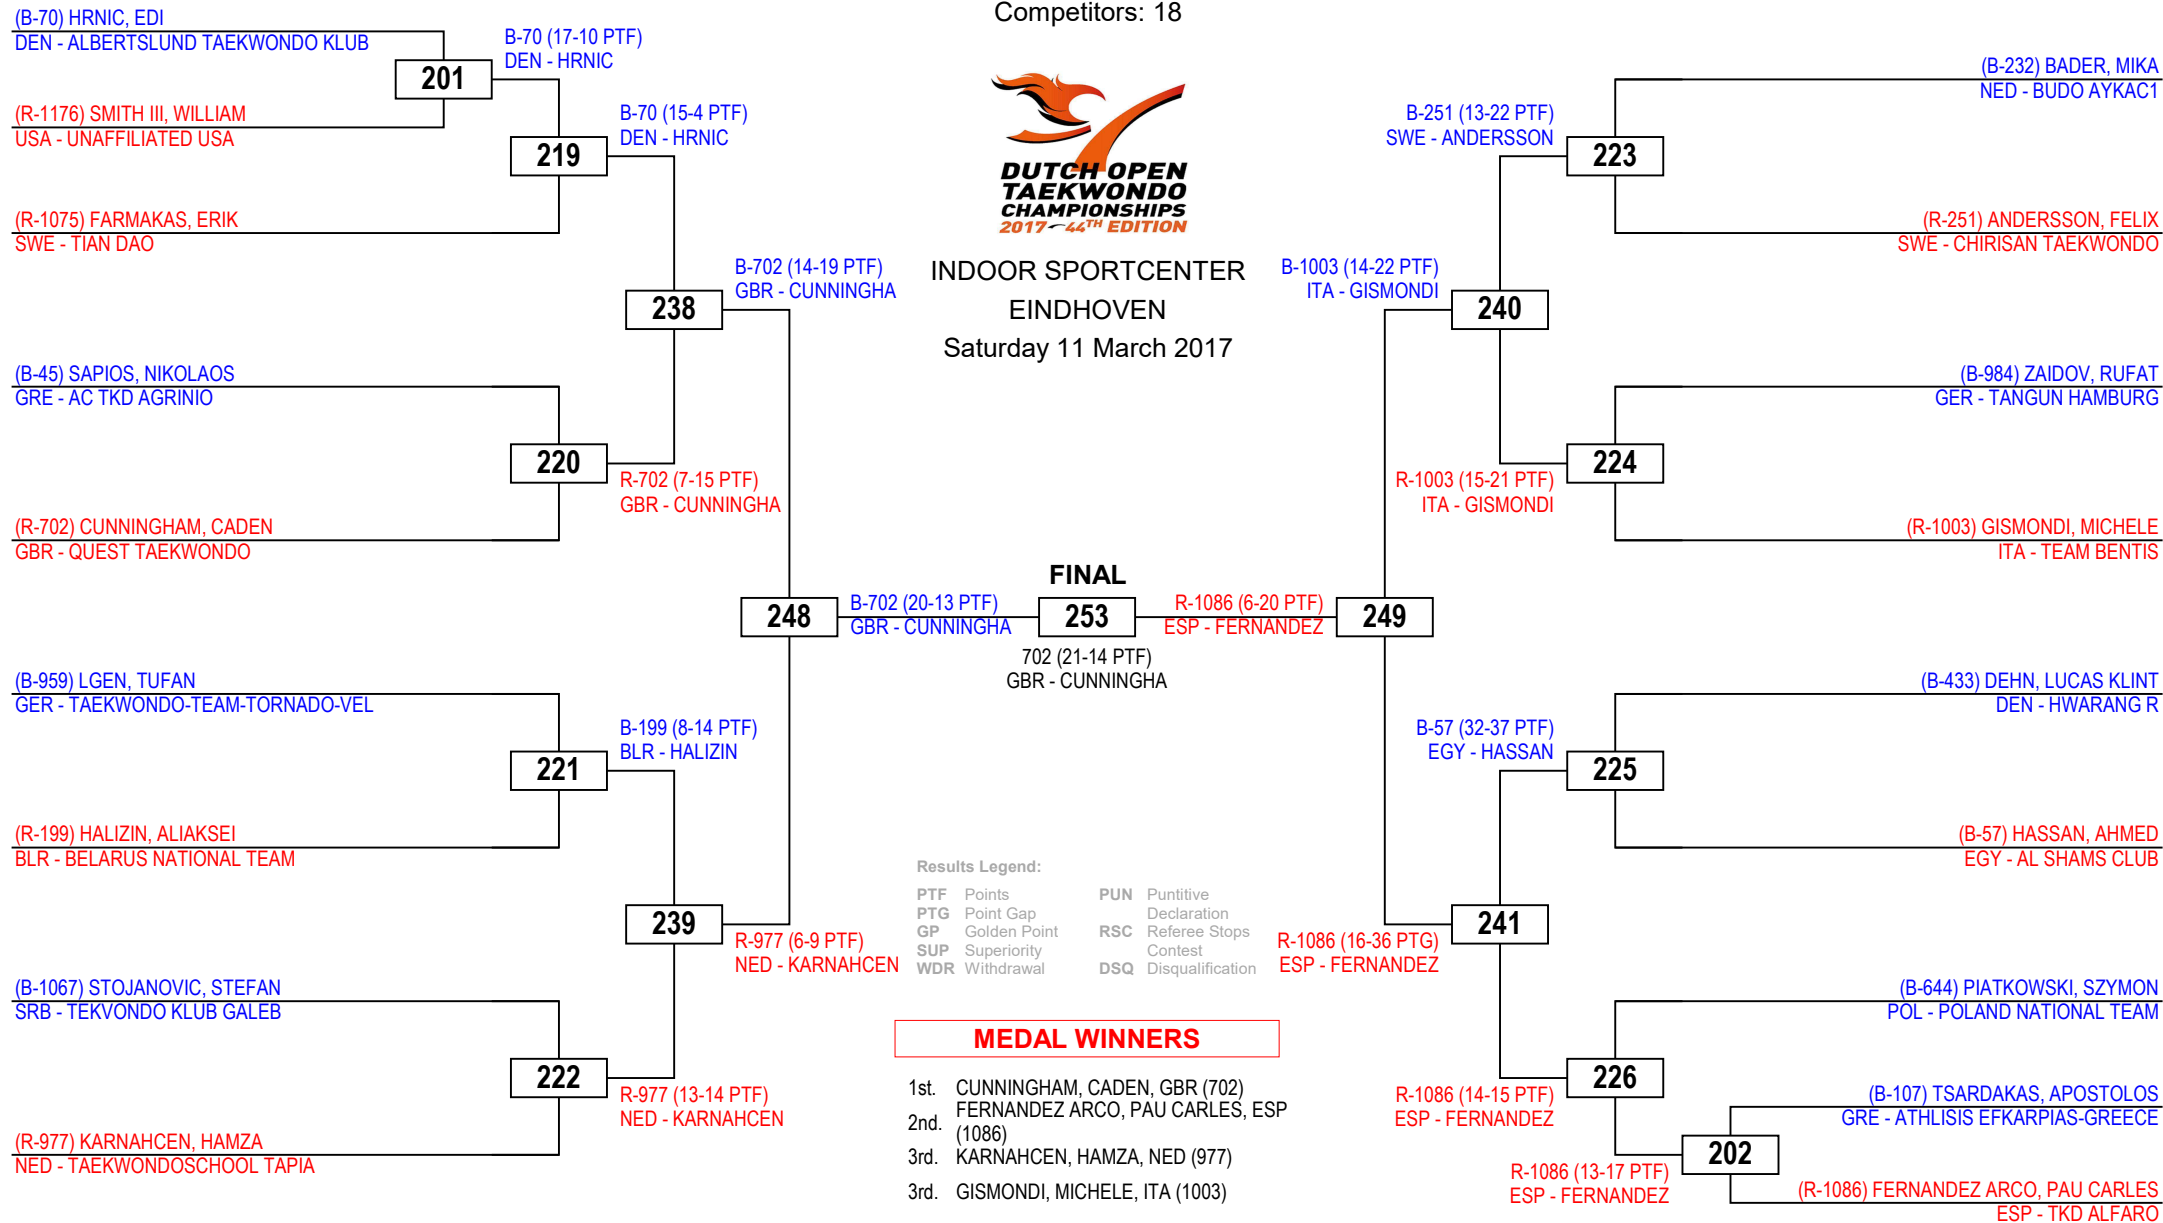 Competitors: 18
DUTCH OPEN
TAEKWONDO
CHAMPIONSHIPS
2017 44TH EDITION
INDOOR SPORTCENTER
EINDHOVEN
Saturday 11 March 2017
(B-70) HRNIC, EDI
DEN - ALBERTSLUND TAEKWONDO KLUB
201
(R-1176) SMITH III, WILLIAM
USA - UNAFFILIATED USA
B-70 (17-10 PTF)
DEN - HRNIC
219
(R-1075) FARMAKAS, ERIK
SWE - TIAN DAO
B-70 (15-4 PTF)
DEN - HRNIC
238
(B-45) SAPIOS, NIKOLAOS
GRE - AC TKD AGRINIO
220
(R-702) CUNNINGHAM, CADEN
GBR - QUEST TAEKWONDO
R-702 (7-15 PTF)
GBR - CUNNINGHA
B-702 (14-19 PTF)
GBR - CUNNINGHA
248
(B-959) LGEN, TUFAN
GER - TAEKWONDO-TEAM-TORNADO-VEL
221
(R-199) HALIZIN, ALIAKSEI
BLR - BELARUS NATIONAL TEAM
B-199 (8-14 PTF)
BLR - HALIZIN
239
(B-1067) STOJANOVIC, STEFAN
SRB - TEKVONDO KLUB GALEB
222
(R-977) KARNAHCEN, HAMZA
NED - TAEKWONDOSCHOOL TAPIA
R-977 (13-14 PTF)
NED - KARNAHCEN
R-977 (6-9 PTF)
NED - KARNAHCEN
B-702 (20-13 PTF)
GBR - CUNNINGHA
FINAL
253
702 (21-14 PTF)
GBR - CUNNINGHA
R-1086 (6-20 PTF)
ESP - FERNANDEZ
249
(B-232) BADER, MIKA
NED - BUDO AYKAC1
223
(R-251) ANDERSSON, FELIX
SWE - CHIRISAN TAEKWONDO
B-251 (13-22 PTF)
SWE - ANDERSSON
240
B-1003 (14-22 PTF)
ITA - GISMONDI
(B-984) ZAIDOV, RUFAT
GER - TANGUN HAMBURG
224
(R-1003) GISMONDI, MICHELE
ITA - TEAM BENTIS
R-1003 (15-21 PTF)
ITA - GISMONDI
(B-433) DEHN, LUCAS KLINT
DEN - HWARANG R
225
(B-57) HASSAN, AHMED
EGY - AL SHAMS CLUB
B-57 (32-37 PTF)
EGY - HASSAN
241
R-1086 (16-36 PTG)
ESP - FERNANDEZ
(B-644) PIATKOWSKI, SZYMON
POL - POLAND NATIONAL TEAM
226
R-1086 (14-15 PTF)
ESP - FERNANDEZ
(B-107) TSARDAKAS, APOSTOLOS
GRE - ATHLISIS EFKARPIAS-GREECE
202
(R-1086) FERNANDEZ ARCO, PAU CARLES
ESP - TKD ALFARO
R-1086 (13-17 PTF)
ESP - FERNANDEZ
Results Legend:
PTF Points
PTG Point Gap
GP Golden Point
SUP Superiority
WDR Withdrawal
PUN Puntitive
Declaration
RSC Referee Stops
Contest
DSQ Disqualification
MEDAL WINNERS
1st. CUNNINGHAM, CADEN, GBR (702)
2nd. FERNANDEZ ARCO, PAU CARLES, ESP
(1086)
3rd. KARNAHCEN, HAMZA, NED (977)
3rd. GISMONDI, MICHELE, ITA (1003)